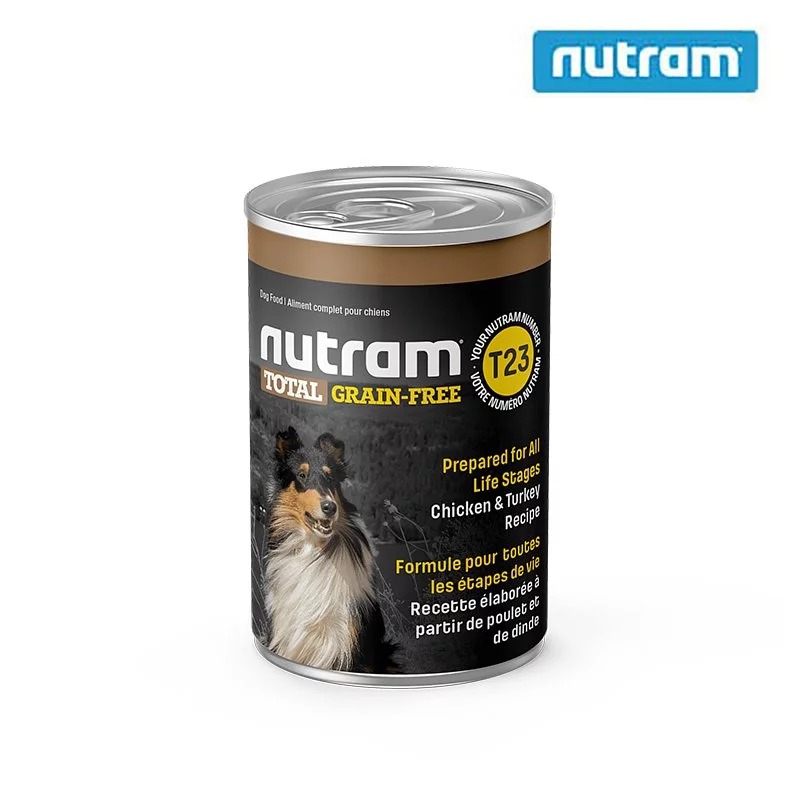 nutram
Dog Food | Aliment complet pour chiens
nutram
TOTAL GRAIN-FREE
YOUR NUTRAM NUMBER
T23
VOTRE NUMÉRO NUTRAM
Prepared for All
Life Stages
Chicken & Turkey
Recipe
Formule pour toutes
les étapes de vie
Recette élaborée à
partir de poulet et
de dinde